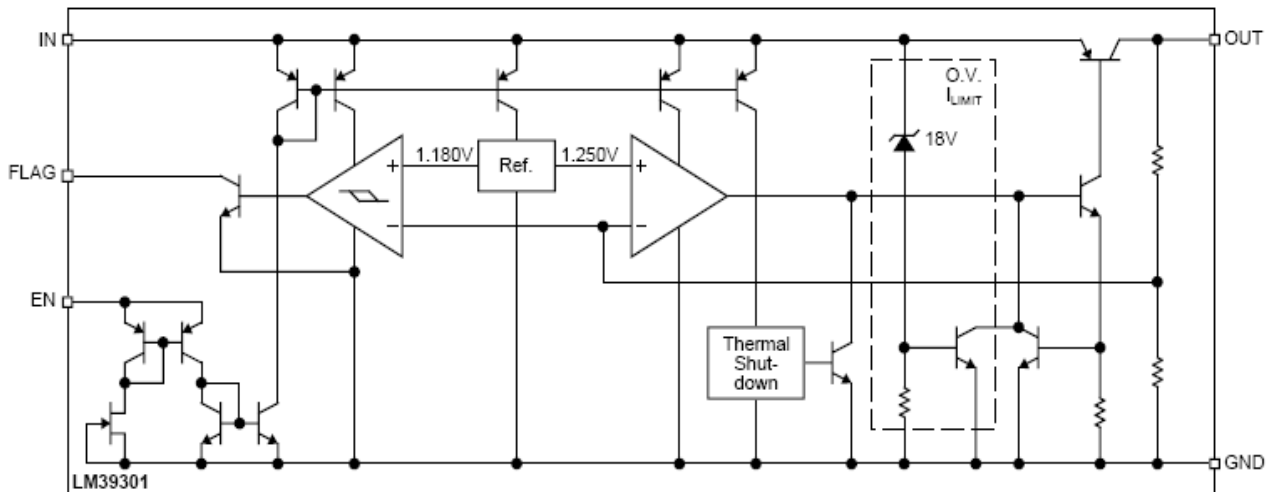 IN
OUT
O.V.
ILIMIT
18V
1.180V
Ref.
1.250V
+
+
FLAG
−
−
EN
Thermal
Shut-
down
GND
LM39301